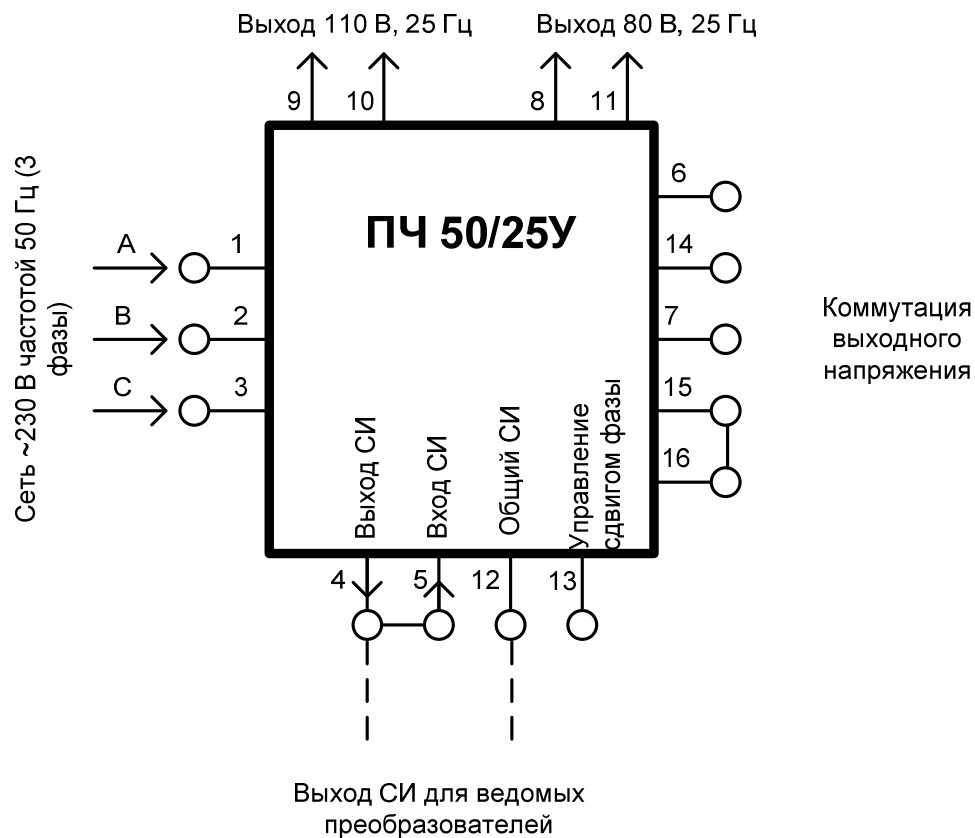 Выход 110 В, 25 Гц
Выход 80 В, 25 Гц
9
10
8
11
Сеть ~230 В частотой 50 Гц (3
фазы)
ПЧ 50/25У
A
1
B
2
C
3
6
14
7
15
16
Коммутация
выходного
напряжения
Выход СИ
Вход СИ
Общий СИ
Управление
сдвигом фазы
4
5
12
13
Выход СИ для ведомых
преобразователей